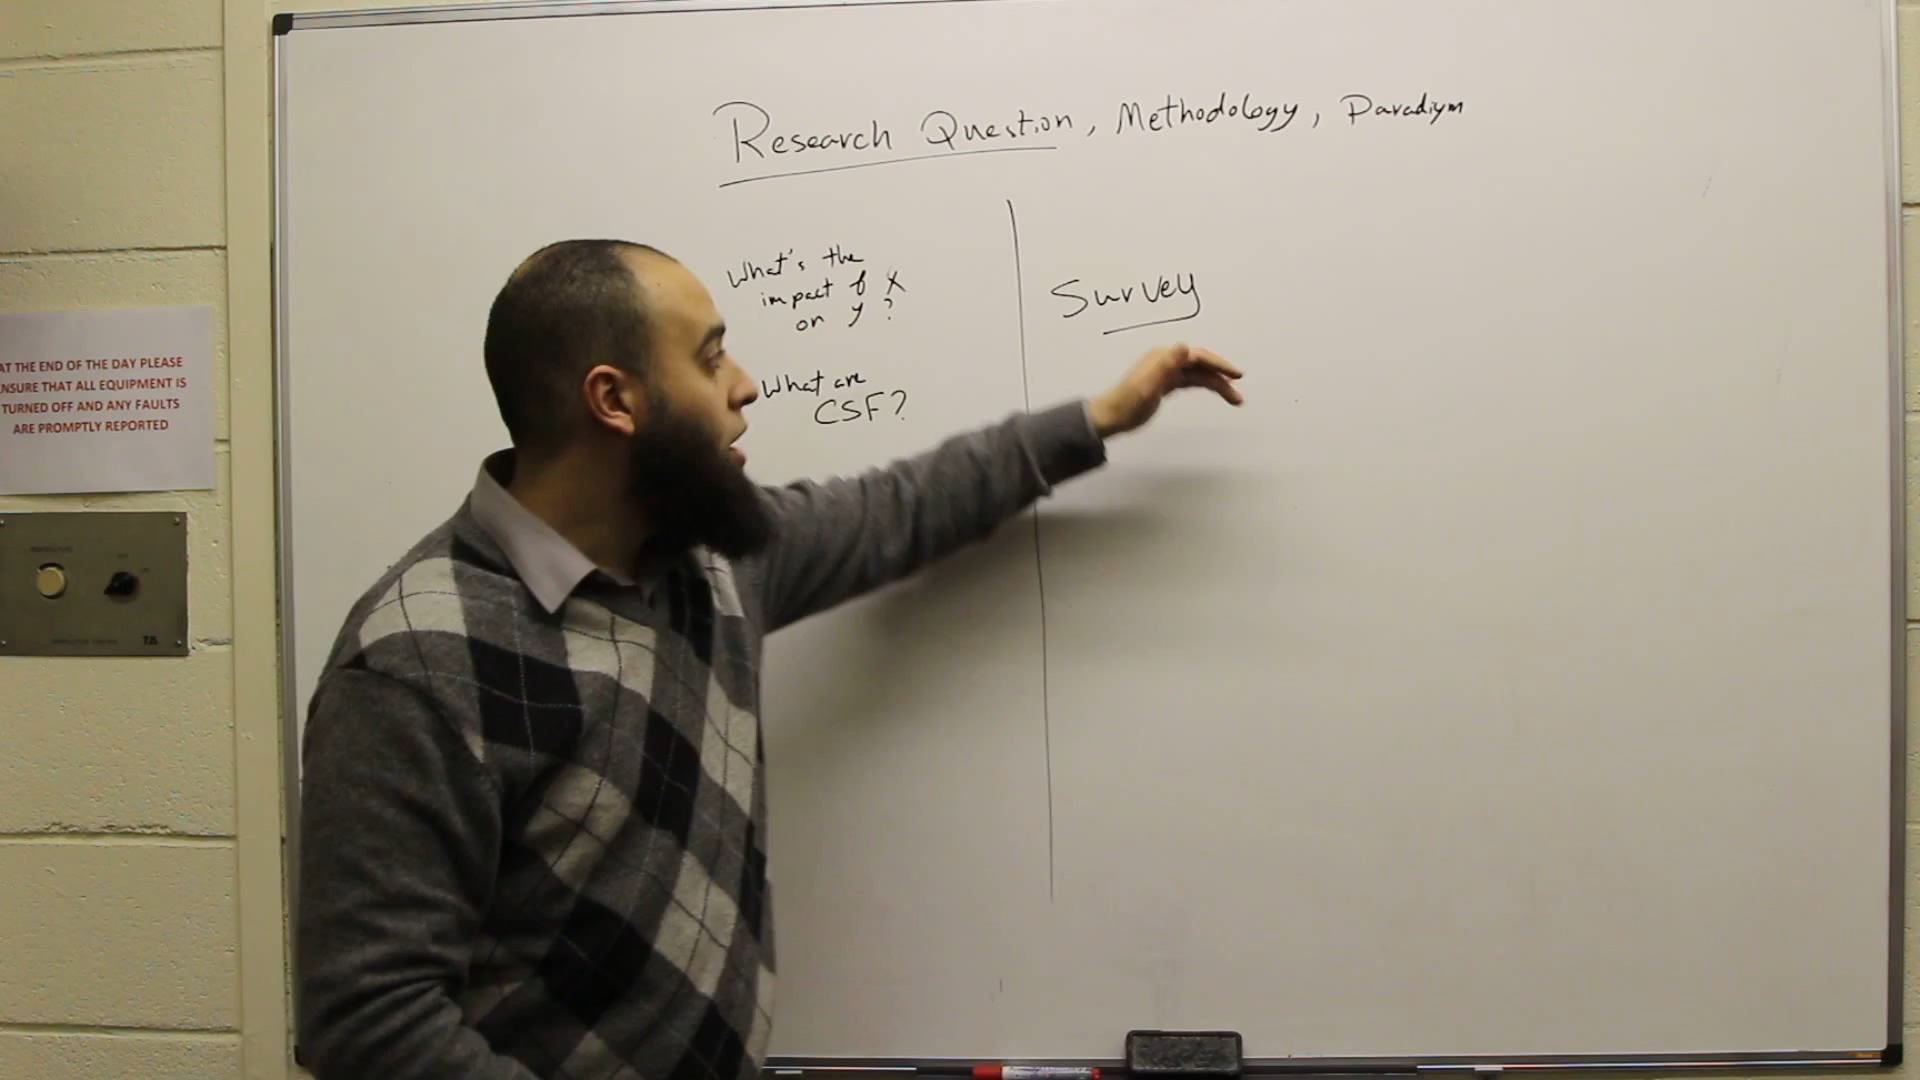 Research Question, Methodology, Paradigm
What's the
impact of X
on y ?
What are
CSF?
Survey
AT THE END OF THE DAY PLEASE
ENSURE THAT ALL EQUIPMENT IS
TURNED OFF AND ANY FAULTS
ARE PROMPTLY REPORTED